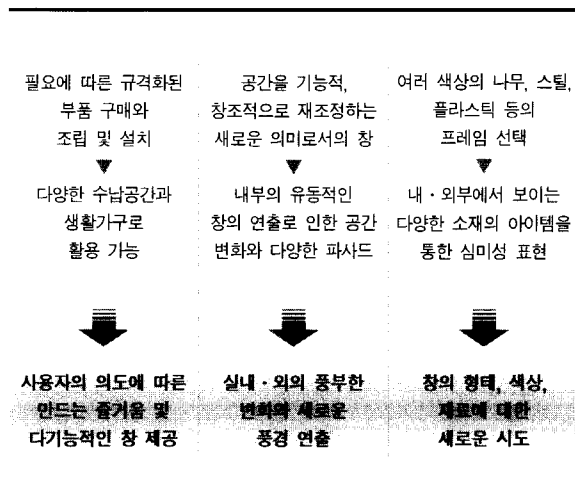 필요에 따른 규격화된
부품 구매와
조립 및 설치
다양한 수납공간과
생활가구로
활용 가능
사용자의 의도에 따른
만드는 즐거움 및
다기능적인 창 제공
공간을 기능적,
창조적으로 재조정하는
새로운 의미로서의 창
내부의 유동적인
창의 연출로 인한 공간
변화와 다양한 파사드
실내·외의 풍부한
변화와 새로운
풍경 연출
여러 색상의 나무, 스틸,
플라스틱 등의
프레임 선택
내·외부에서 보이는
다양한 소재의 아이템을
통한 심미성 표현
창의 형태, 색상,
재료에 대한
새로운 시도